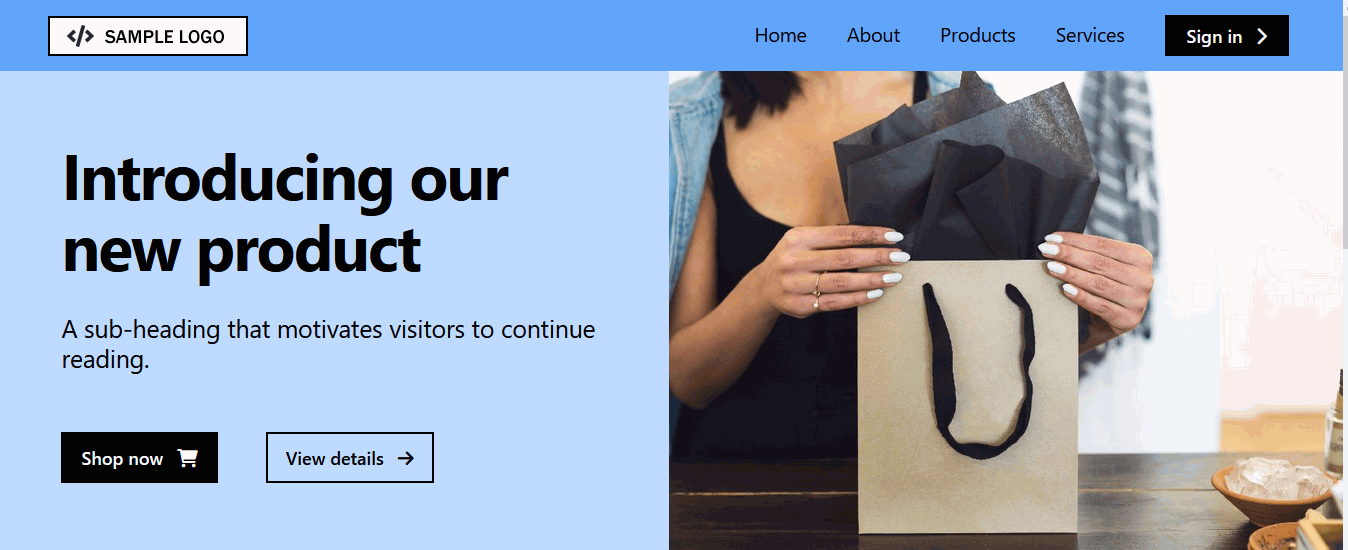 </> SAMPLE LOGO
Home About Products Services Sign in
Introducing our
new product
A sub-heading that motivates visitors to continue
reading.
Shop now View details